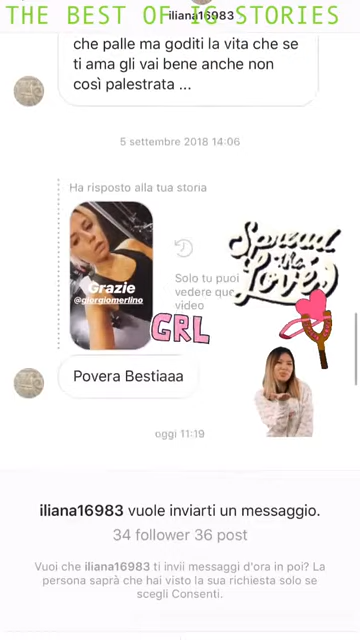 THE BEST OF IG STORIES
iliana16983
che palle ma goditi la vita che se
ti ama gli vai bene anche non
così palestrata ...
5 settembre 2018 14:06
Ha risposto alla tua storia
Grazie
@giorgiomerlino
Solo tu puoi
vedere que
video
Spread
the
Love
GRL
Povera Bestiaaa
oggi 11:19
iliana16983 vuole inviarti un messaggio.
34 follower 36 post
Vuoi che iliana16983 ti invii messaggi d'ora in poi? La
persona saprà che hai visto la sua richiesta solo se
scegli Consenti.